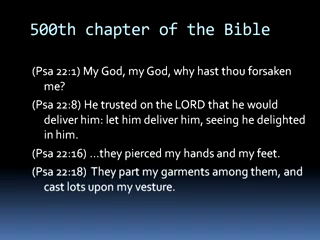 500th chapter of the Bible
(Psa 22:1) My God, my God, why hast thou forsaken
me?
(Psa 22:8) He trusted on the LORD that he would
deliver him: let him deliver him, seeing he delighted
in him.
(Psa 22:16) ...they pierced my hands and my feet.
(Psa 22:18)  They part my garments among them, and
cast lots upon my vesture.